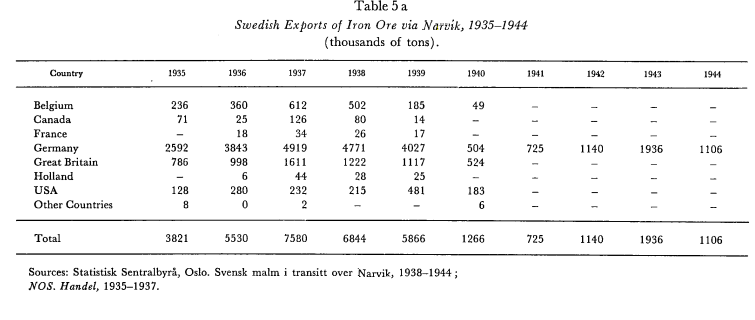 Table 5 a
Swedish Exports of Iron Ore via Narvik, 1935–1944
(thousands of tons).
Country 1935 1936 1937 1938 1939 1940 1941 1942 1943 1944
Belgium 236 360 612 502 185 49 – – – –
Canada 71 25 126 80 14 – – – – –
France – 18 34 26 17 – – – – –
Germany 2592 3843 4919 4771 4027 504 725 1140 1936 1106
Great Britain 786 998 1611 1222 1117 524 – – – –
Holland – 6 44 28 25 – – – – –
USA 128 280 232 215 481 183 – – – –
Other Countries 8 0 2 – – 6 – – – –
Total 3821 5530 7580 6844 5866 1266 725 1140 1936 1106
Sources: Statistisk Sentralbyrå, Oslo. Svensk malm i transitt over Narvik, 1938–1944 ;
NOS. Handel, 1935–1937.